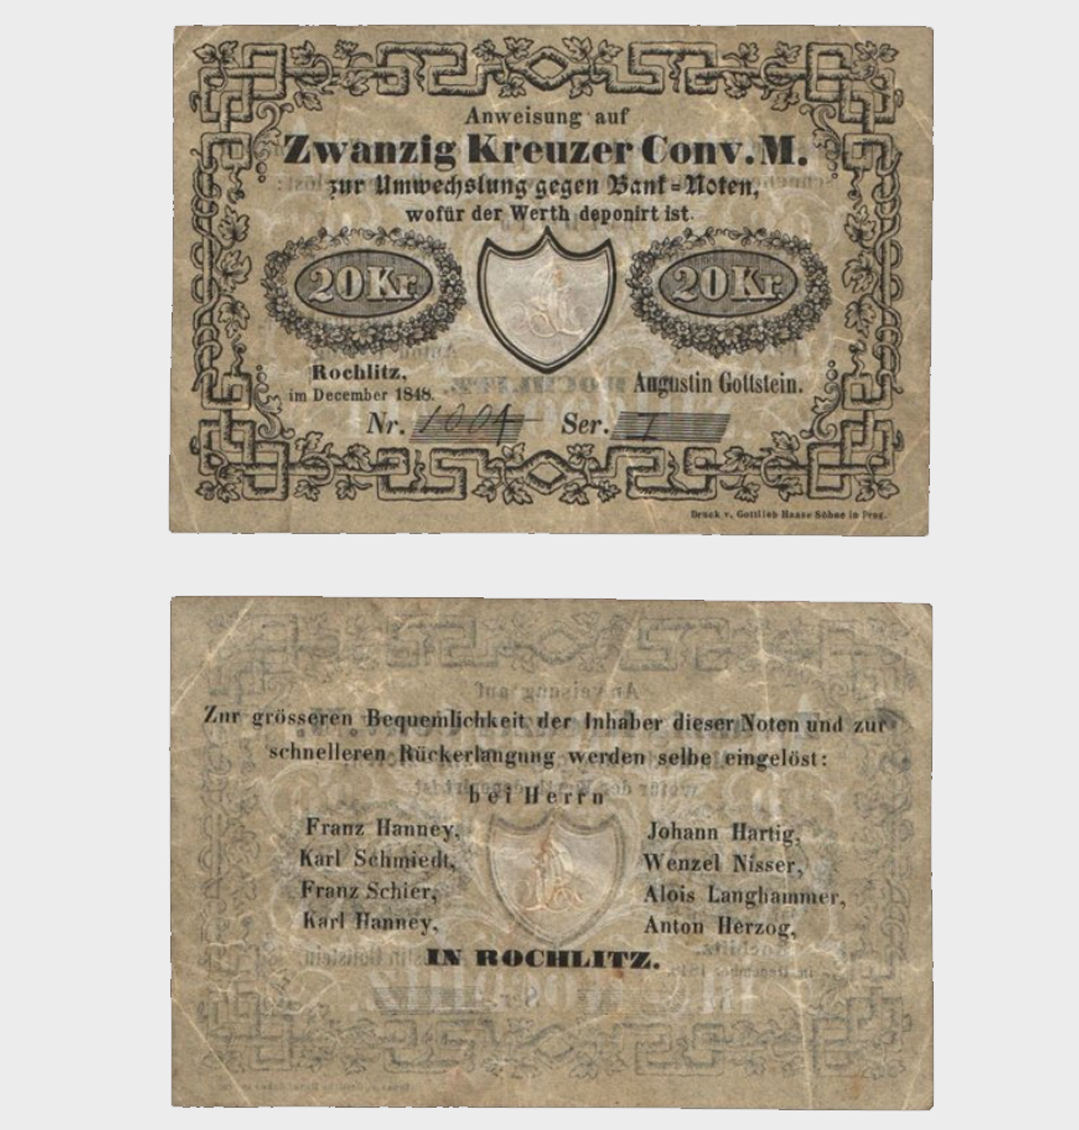 Anweisung auf
Zwanzig Kreuzer Conv. M.
zur Umwechslung gegen Bank=Noten,
wofür der Werth deponirt ist.
20 Kr. 20 Kr.
Rochlitz, Augustin Gottstein.
im December 1848.
Nr. 1004 Ser. I
Druck v. Gottlieb Haase Söhne in Prag.
Zur grösseren Bequemlichkeit der Inhaber dieser Noten und zur
schnelleren Rückerlangung werden selbe eingelöst:
bei Herrn
Franz Hanney, Johann Hartig,
Karl Schmiedt, Wenzel Nisser,
Franz Schier, Alois Langhammer,
Karl Hanney, Anton Herzog,
IN ROCHLITZ.